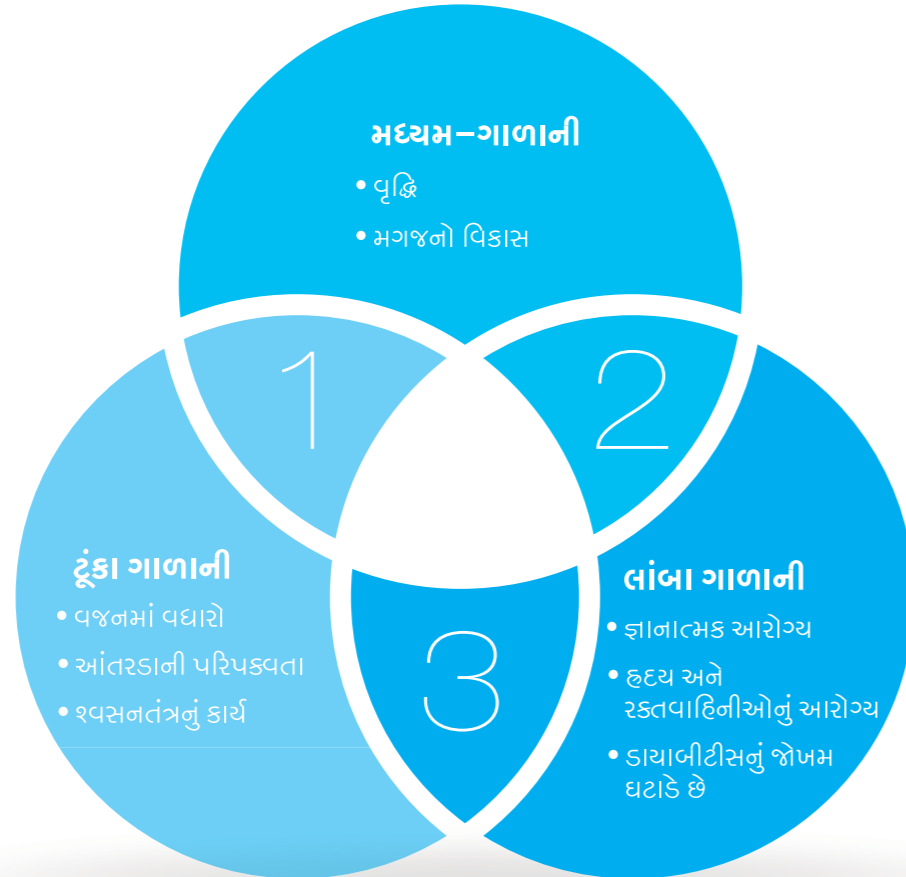 મધ્યમ-ગાળાની
• વૃદ્ધિ
• મગજનો વિકાસ
1
2
ટૂંકા ગાળાની
• વજનમાં વધારો
• આંતરડાની પરિપક્વતા
• શ્વસનતંત્રનું કાર્ય
3
લાંબા ગાળાની
• જ્ઞાનાત્મક આરોગ્ય
• હૃદય અને
રક્તવાહિનીઓનું આરોગ્ય
• ડાયાબીટીસનું જોખમ
ઘટાડે છે